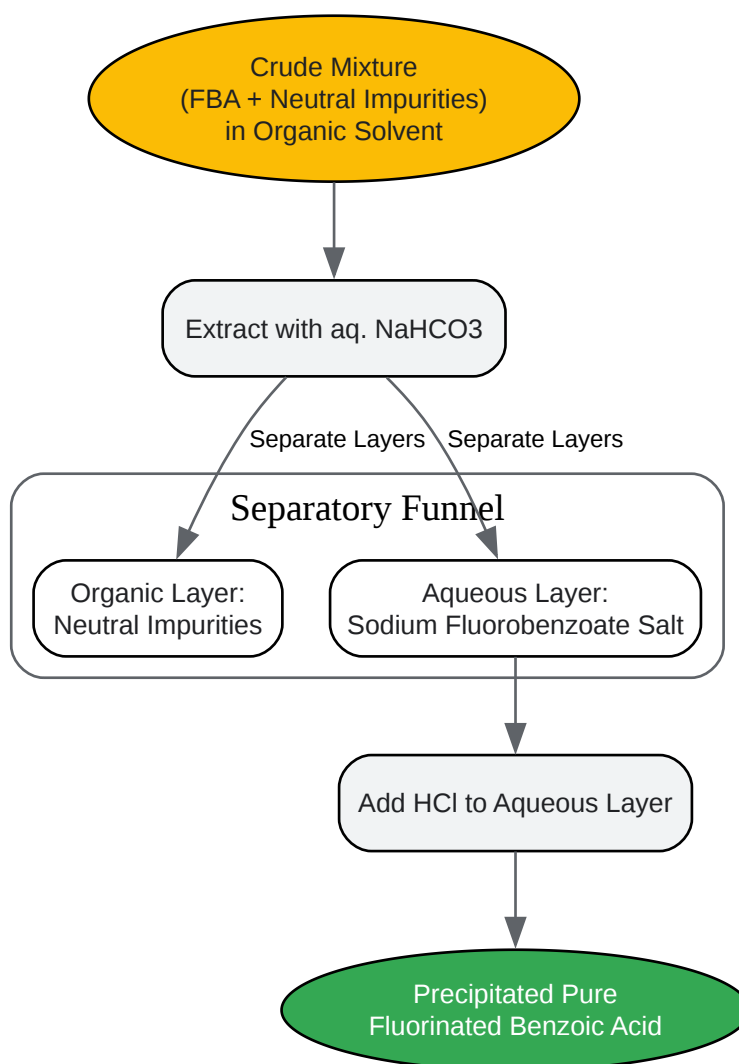 Crude Mixture
(FBA + Neutral Impurities)
in Organic Solvent
Extract with aq. NaHCO3
Separate Layers
Separate Layers
Separatory Funnel
Organic Layer:
Neutral Impurities
Aqueous Layer:
Sodium Fluorobenzoate Salt
Add HCl to Aqueous Layer
Precipitated Pure
Fluorinated Benzoic Acid